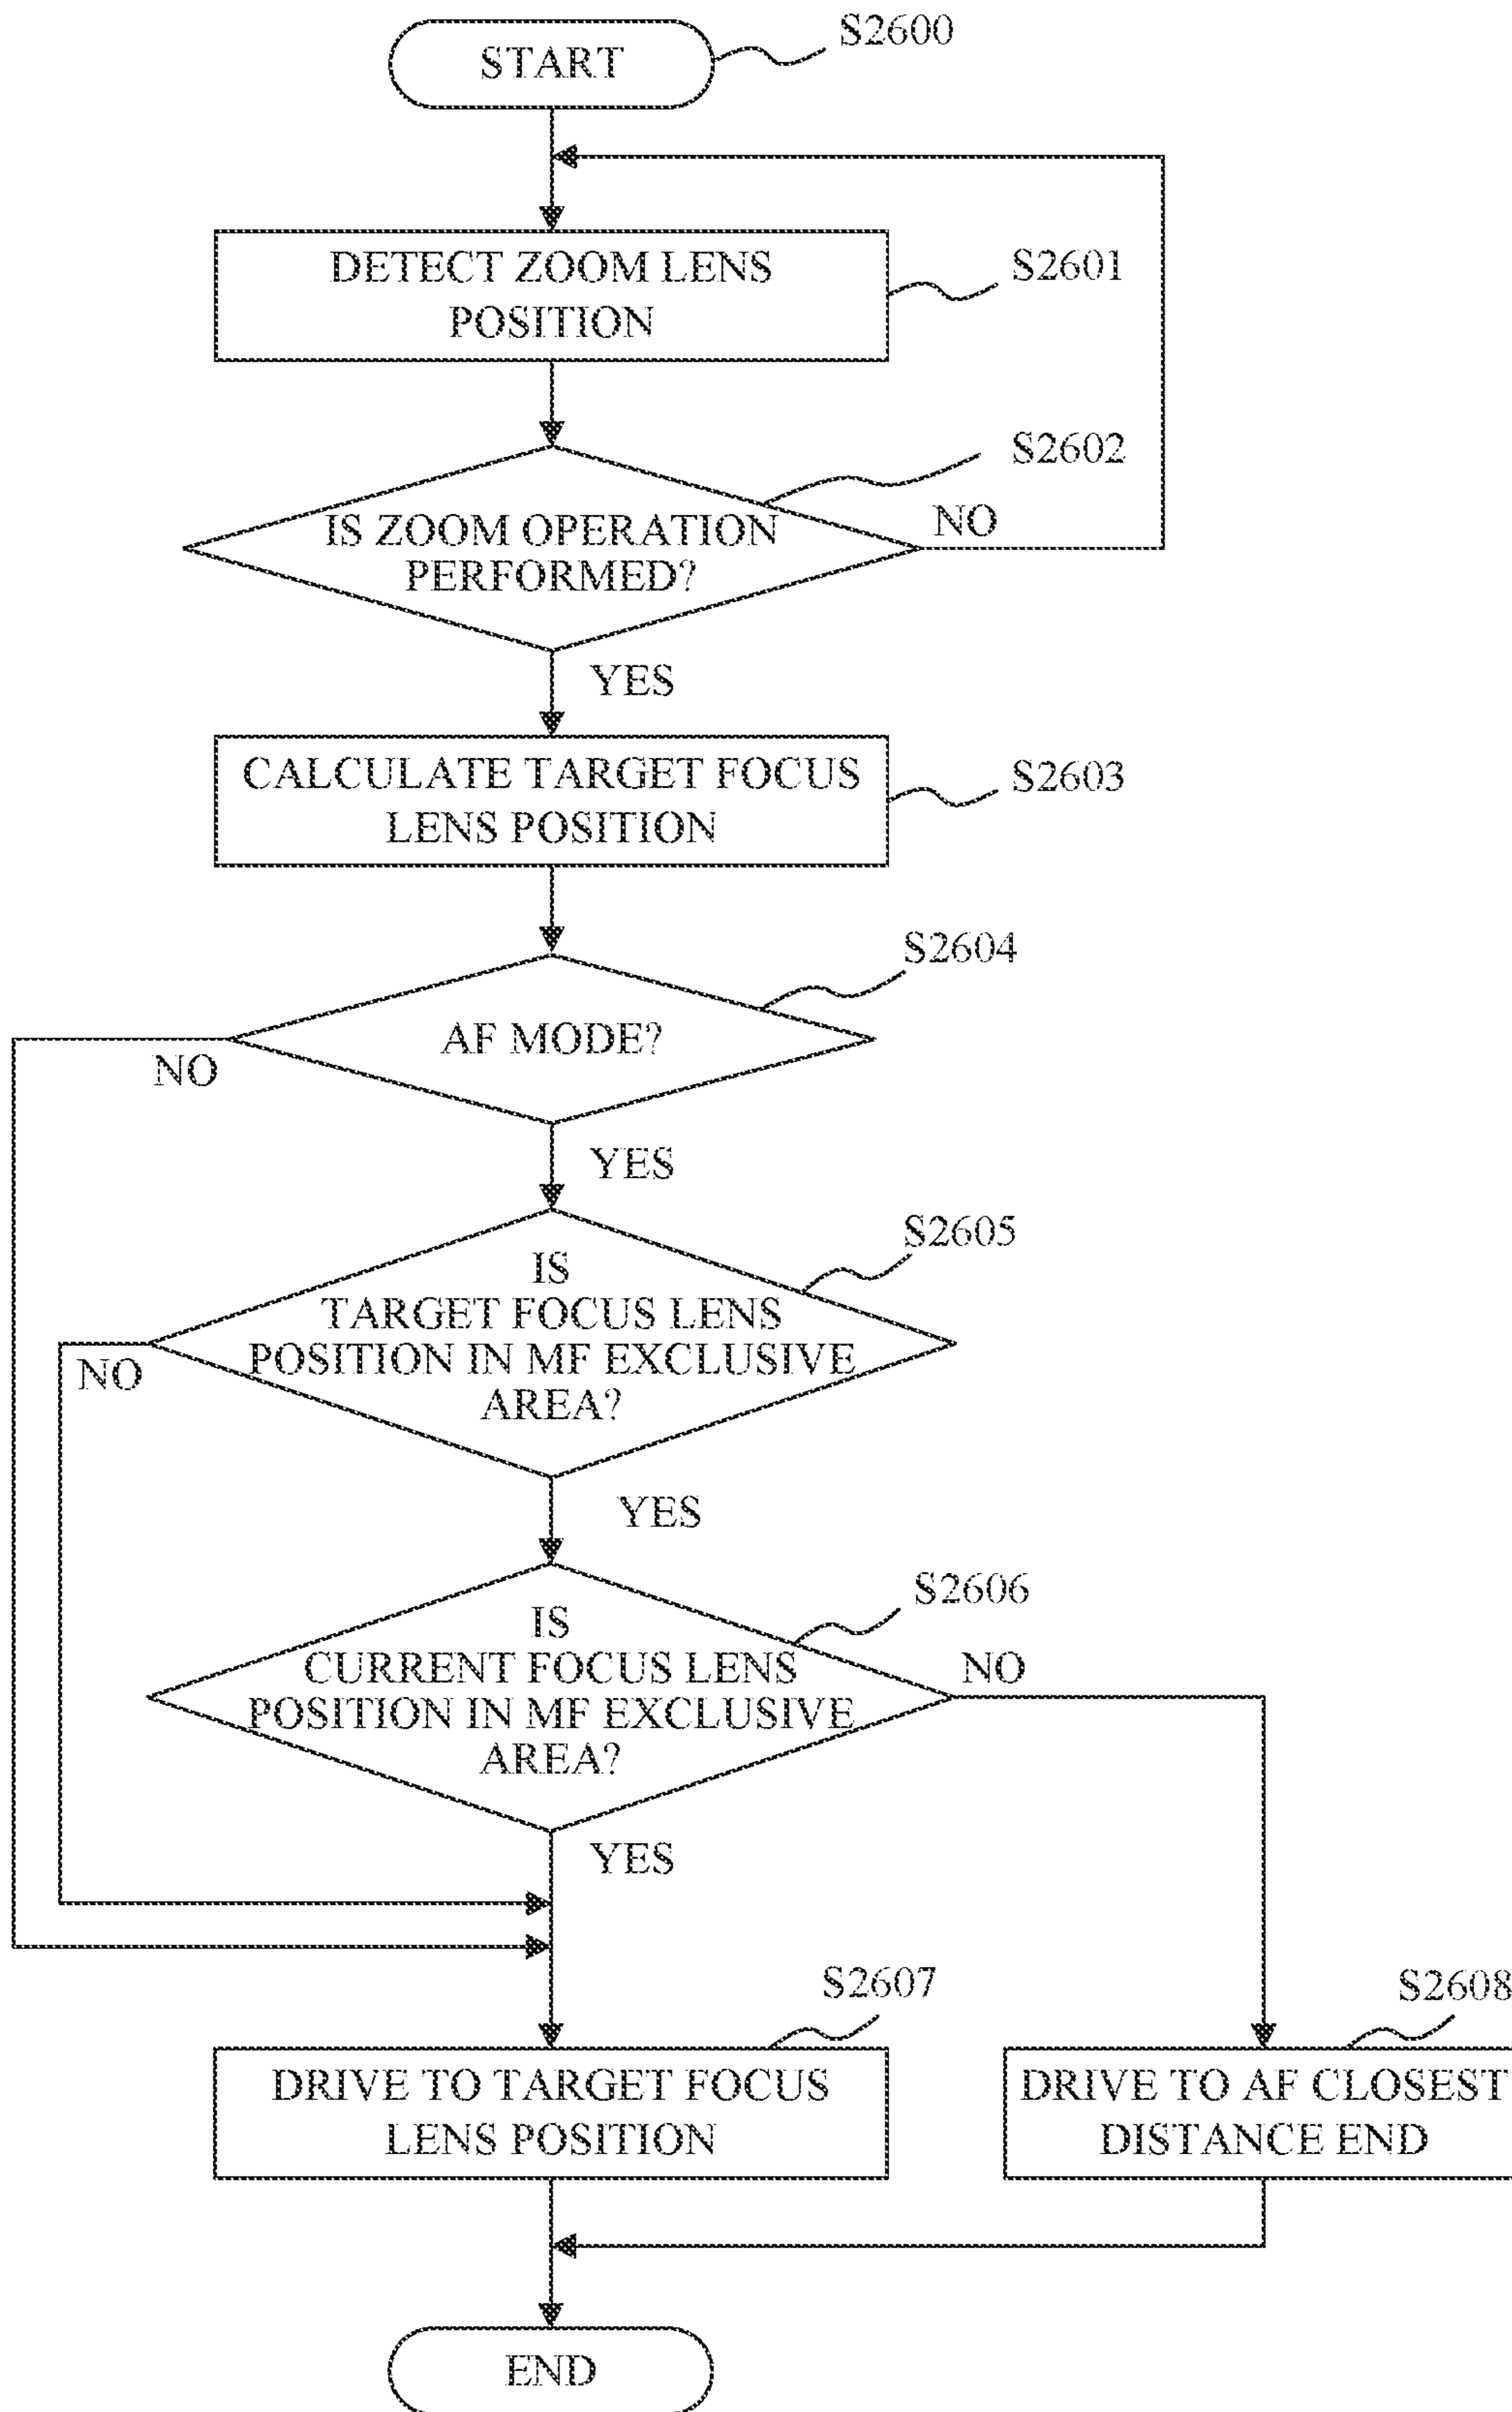 START
S2600
DETECT ZOOM LENS
POSITION
S2601
S2602
IS ZOOM OPERATION
PERFORMED?
NO
YES
CALCULATE TARGET FOCUS
LENS POSITION
S2603
S2604
AF MODE?
NO
YES
S2605
IS
TARGET FOCUS LENS
POSITION IN MF EXCLUSIVE
AREA?
NO
YES
S2606
IS
CURRENT FOCUS LENS
POSITION IN MF EXCLUSIVE
AREA?
NO
YES
S2607
S2608
DRIVE TO TARGET FOCUS
LENS POSITION
DRIVE TO AF CLOSEST
DISTANCE END
END